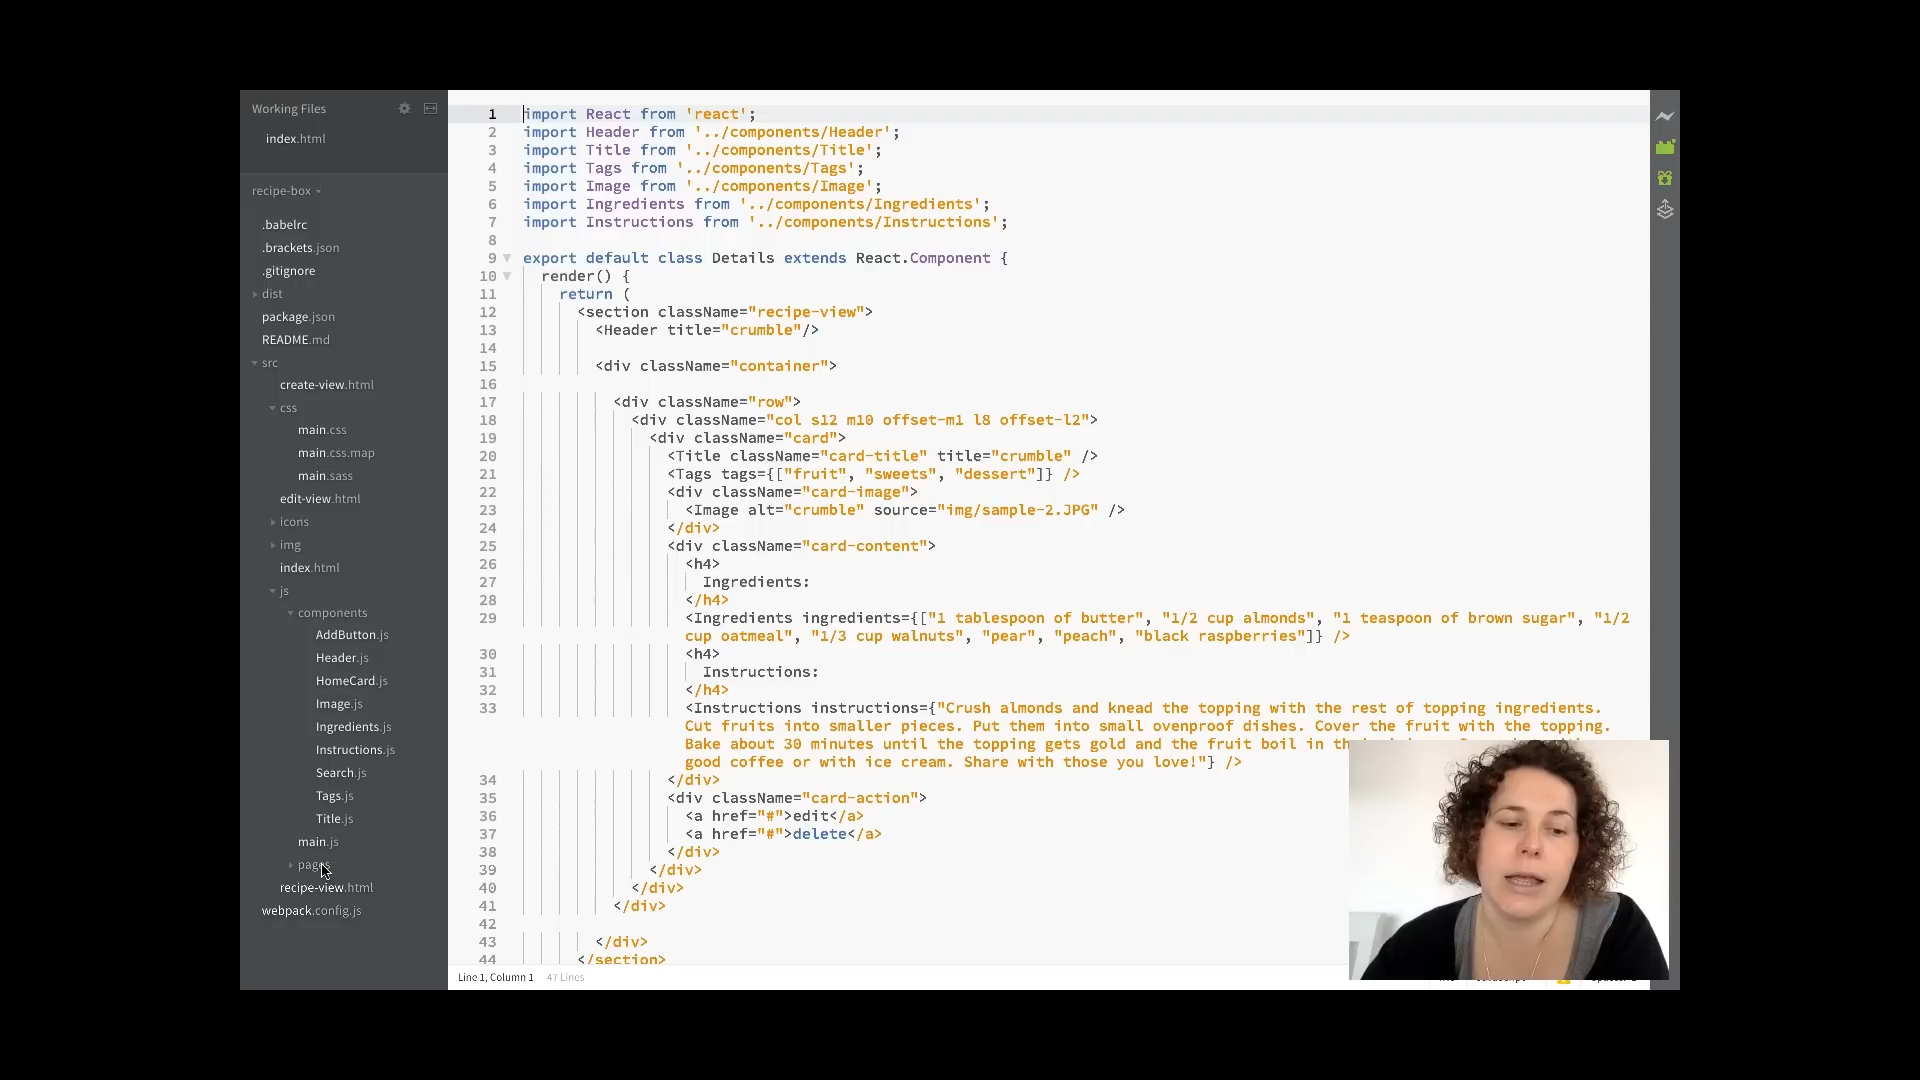 Working Files
index.html
recipe-box
.babelrc
.brackets.json
.gitignore
dist
package.json
README.md
src
create-view.html
css
main.css
main.css.map
main.sass
edit-view.html
icons
img
index.html
js
components
AddButton.js
Header.js
HomeCard.js
Image.js
Ingredients.js
Instructions.js
Search.js
Tags.js
Title.js
main.js
pages
recipe-view.html
webpack.config.js
1 import React from 'react';
2 import Header from '../components/Header';
3 import Title from '../components/Title';
4 import Tags from '../components/Tags';
5 import Image from '../components/Image';
6 import Ingredients from '../components/Ingredients';
7 import Instructions from '../components/Instructions';
8
9 export default class Details extends React.Component {
10 render() {
11 return (
12 <section className="recipe-view">
13 <Header title="crumble"/>
14
15 <div className="container">
16
17 <div className="row">
18 <div className="col s12 m10 offset-m1 l8 offset-l2">
19 <div className="card">
20 <Title className="card-title" title="crumble" />
21 <Tags tags={["fruit", "sweets", "dessert"]} />
22 <div className="card-image">
23 <Image alt="crumble" source="img/sample-2.JPG" />
24 </div>
25 <div className="card-content">
26 <h4>
27 Ingredients:
28 </h4>
29 <Ingredients ingredients={["1 tablespoon of butter", "1/2 cup almonds", "1 teaspoon of brown sugar", "1/2
cup oatmeal", "1/3 cup walnuts", "pear", "peach", "black raspberries"]} />
30 <h4>
31 Instructions:
32 </h4>
33 <Instructions instructions={"Crush almonds and knead the topping with the rest of topping ingredients.
Cut fruits into smaller pieces. Put them into small ovenproof dishes. Cover the fruit with the topping.
Bake about 30 minutes until the topping gets gold and the fruit boil in
good coffee or with ice cream. Share with those you love!"} />
34 </div>
35 <div className="card-action">
36 <a href="#">edit</a>
37 <a href="#">delete</a>
38 </div>
39 </div>
40 </div>
41 </div>
42
43 </div>
44 </section>
Line 1, Column 1 47 Lines